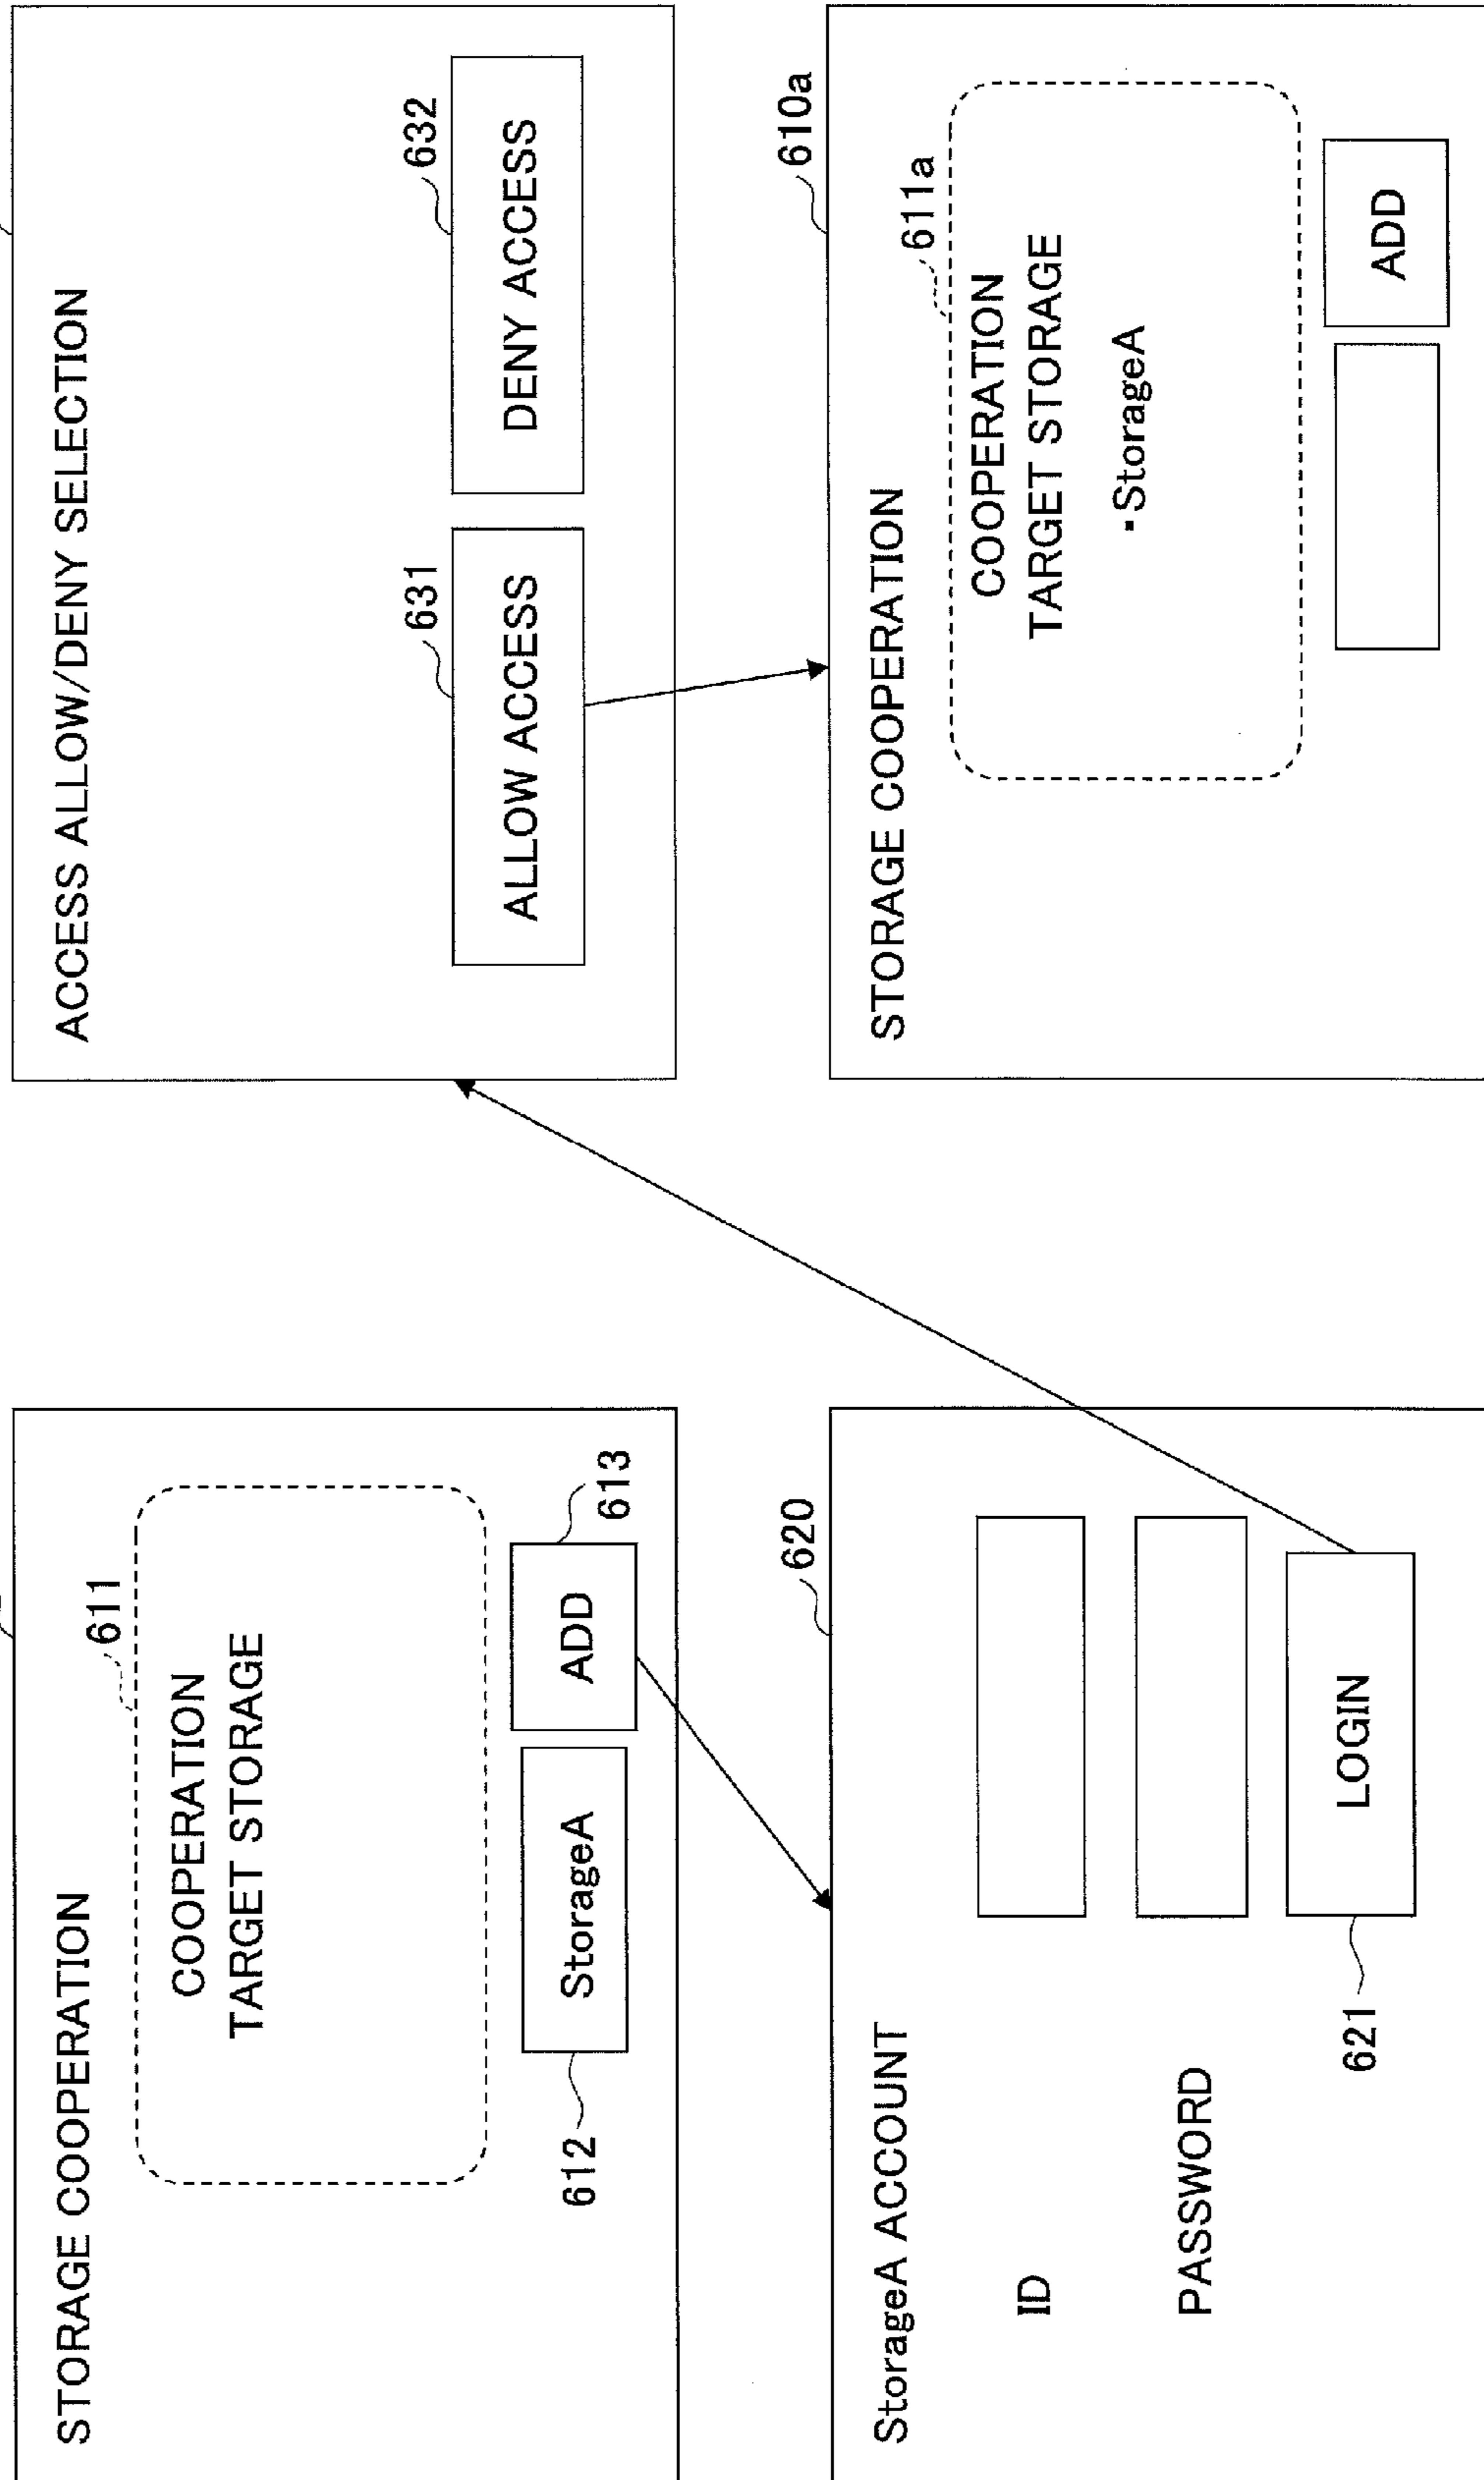 STORAGE COOPERATION
611
COOPERATION
TARGET STORAGE
612
StorageA
ADD
613
StorageA ACCOUNT
620
ID
PASSWORD
621
LOGIN
ACCESS ALLOW/DENY SELECTION
631
ALLOW ACCESS
632
DENY ACCESS
610a
STORAGE COOPERATION
611a
COOPERATION
TARGET STORAGE
▪StorageA
ADD